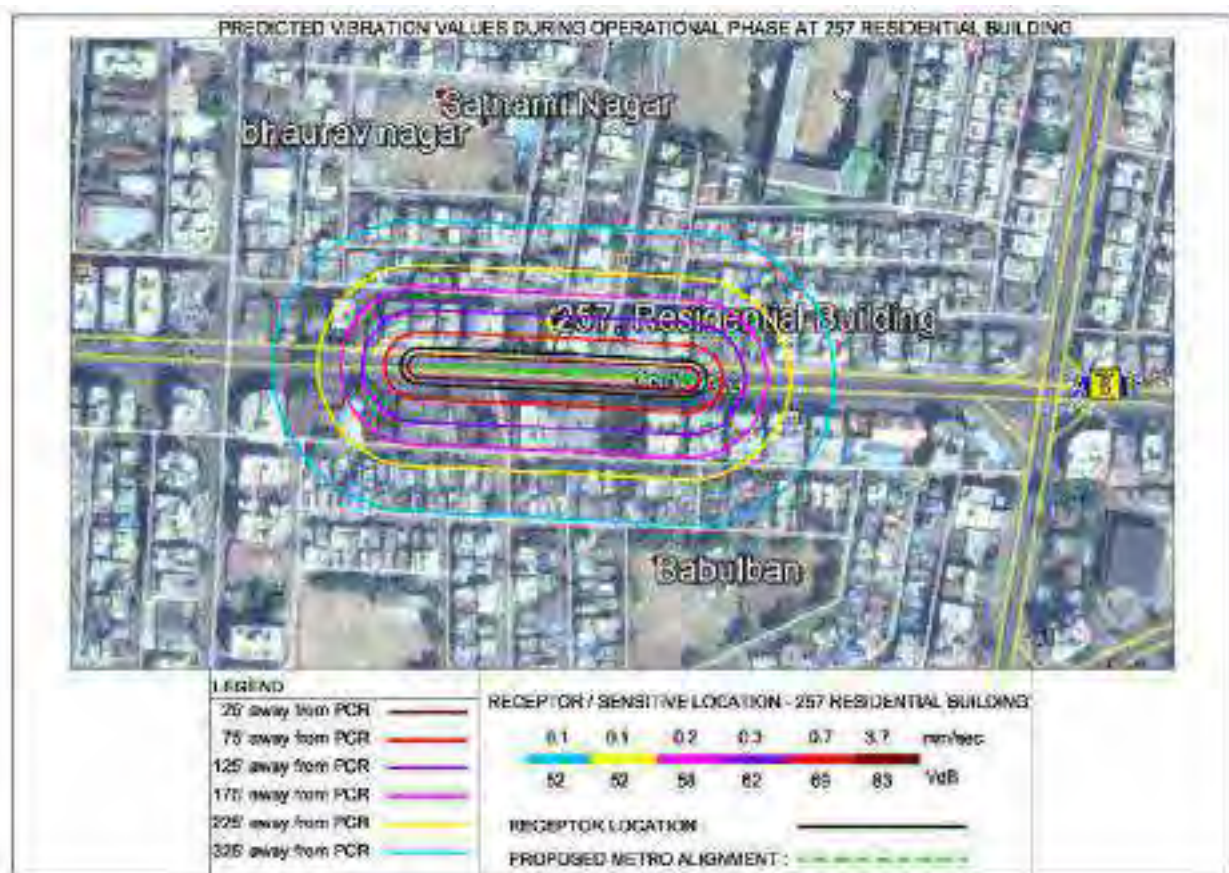 PREDICTED VIBRATION VALUES DURING OPERATIONAL PHASE AT 257 RESIDENTIAL BUILDING
Satnami Nagar
bhaurav nagar
257, Residential Building
Babulban
LEGEND
25' away from PCR
75' away from PCR
125' away from PCR
175' away from PCR
225' away from PCR
325' away from PCR
RECEPTOR / SENSITIVE LOCATION - 257 RESIDENTIAL BUILDING
0.1 0.1 0.2 0.3 0.7 3.7 mm/sec
52 52 58 62 69 83 VdB
RECEPTOR LOCATION
PROPOSED METRO ALIGNMENT :